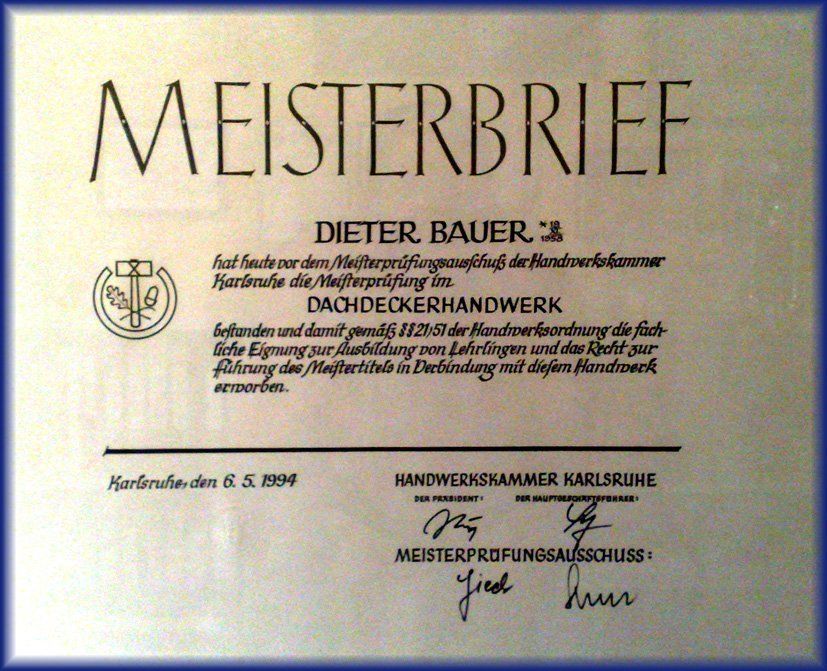 MEISTERBRIEF
DIETER BAUER
hat heute vor dem Meiſterprüfungsausſchuß der Handwerkskammer
Karlsruhe die Meiſterprüfung im
DACHDECKERHANDWERK
beſtanden und damit gemäß §§21/51 der Handwerksordnung die fach-
liche Eignung zur Ausbildung von Lehrlingen und das Recht zur
Führung des Meiſtertitels in Verbindung mit dieſem Handwerk
erworben.
Karlsruhe, den 6. 5. 1994
HANDWERKSKAMMER KARLSRUHE
DER PRÄSIDENT: DER HAUPTGESCHÄFTSFÜHRER:
MEISTERPRÜFUNGSAUSSCHUSS: